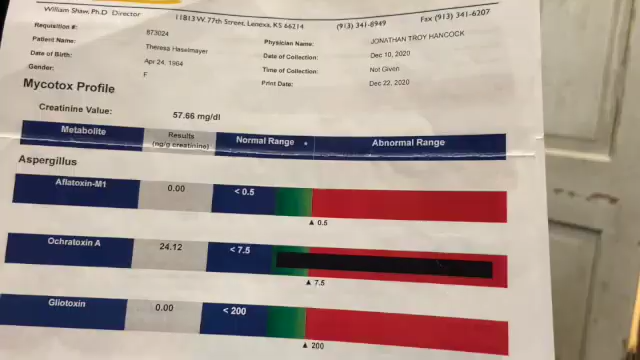 William Shaw, Ph.D Director
11813 W. 77th Street, Lenexa, KS 66214
(913) 341-8949
Fax (913) 341-6207
Requisition #: 873024
Patient Name: Theresa Haselmayer
Date of Birth: Apr 24, 1964
Gender: F
Physician Name: JONATHAN TROY HANCOCK
Date of Collection: Dec 10, 2020
Time of Collection: Not Given
Print Date: Dec 22, 2020
Mycotox Profile
Creatinine Value: 57.66 mg/dl
Metabolite Results (ng/g creatinine) Normal Range * Abnormal Range
Aspergillus
Aflatoxin-M1 0.00 < 0.5
▲ 0.5
Ochratoxin A 24.12 < 7.5
▲ 7.5
Gliotoxin 0.00 < 200
▲ 200